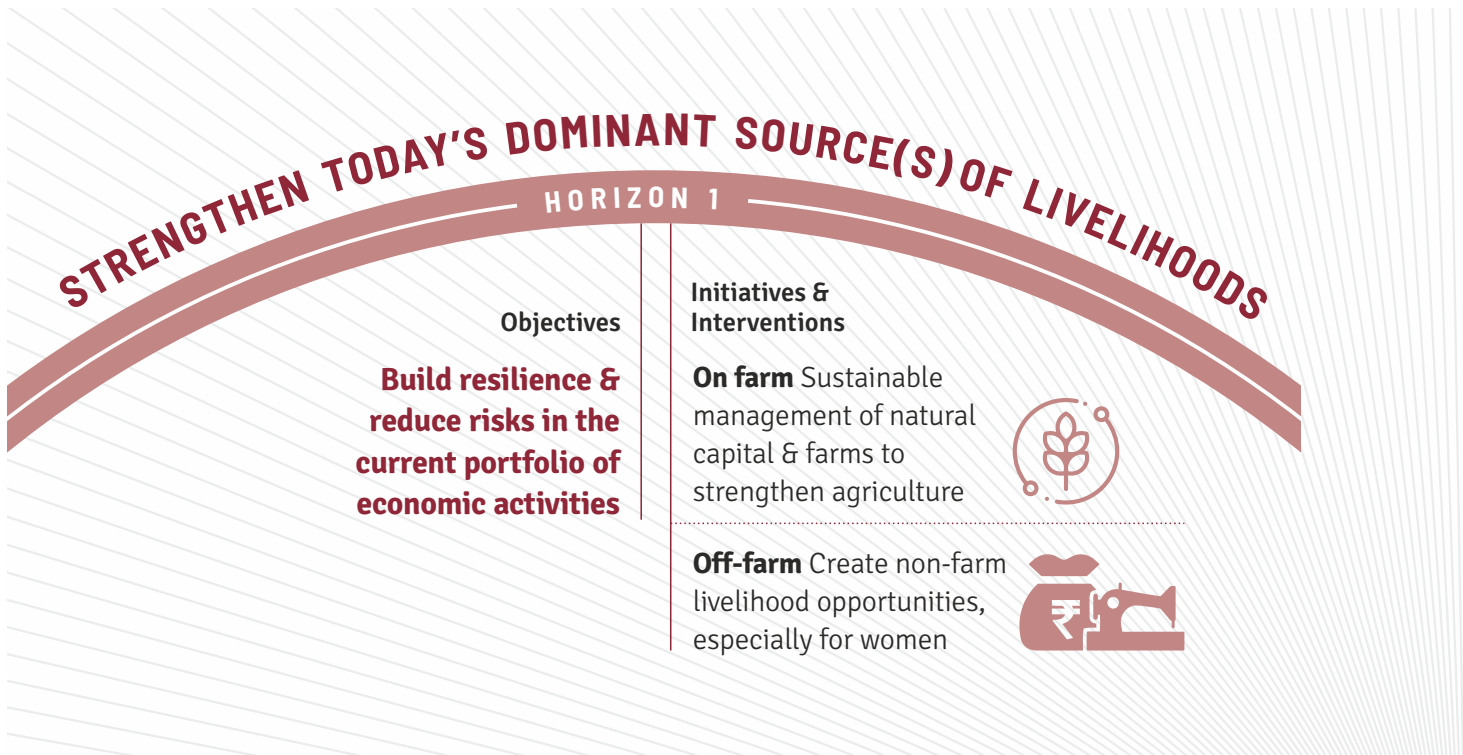 STRENGTHEN TODAY'S DOMINANT SOURCE(S) OF LIVELIHOODS
HORIZON 1
Objectives
Build resilience &
reduce risks in the
current portfolio of
economic activities
Initiatives &
Interventions
On farm Sustainable
management of natural
capital & farms to
strengthen agriculture
Off-farm Create non-farm
livelihood opportunities,
especially for women
₹